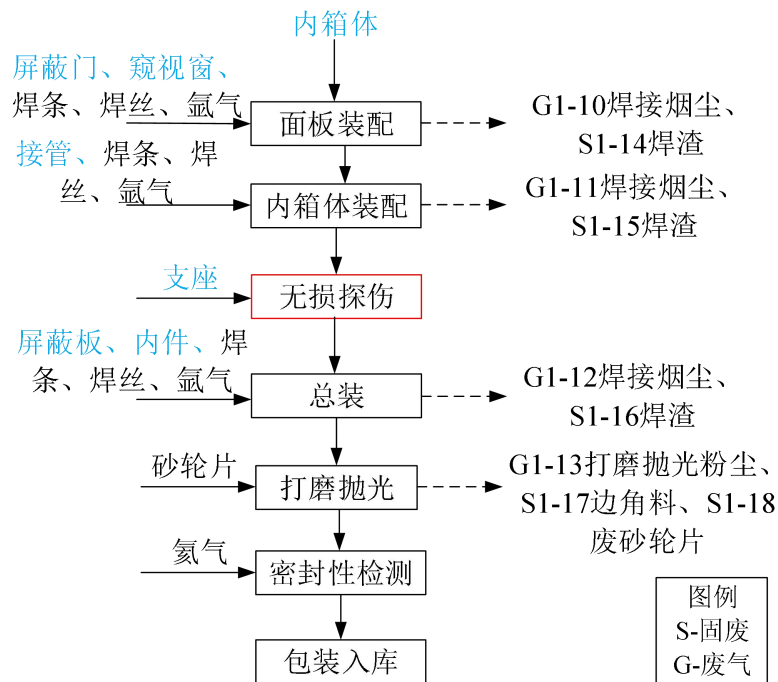 内箱体
屏蔽门、窥视窗、
焊条、焊丝、氩气
面板装配
G1-10焊接烟尘、
S1-14焊渣
接管、焊条、焊
丝、氩气
内箱体装配
G1-11焊接烟尘、
S1-15焊渣
支座
无损探伤
屏蔽板、内件、焊
条、焊丝、氩气
总装
G1-12焊接烟尘、
S1-16焊渣
砂轮片
打磨抛光
G1-13打磨抛光粉尘、
S1-17边角料、S1-18
废砂轮片
氦气
密封性检测
包装入库
图例
S-固废
G-废气